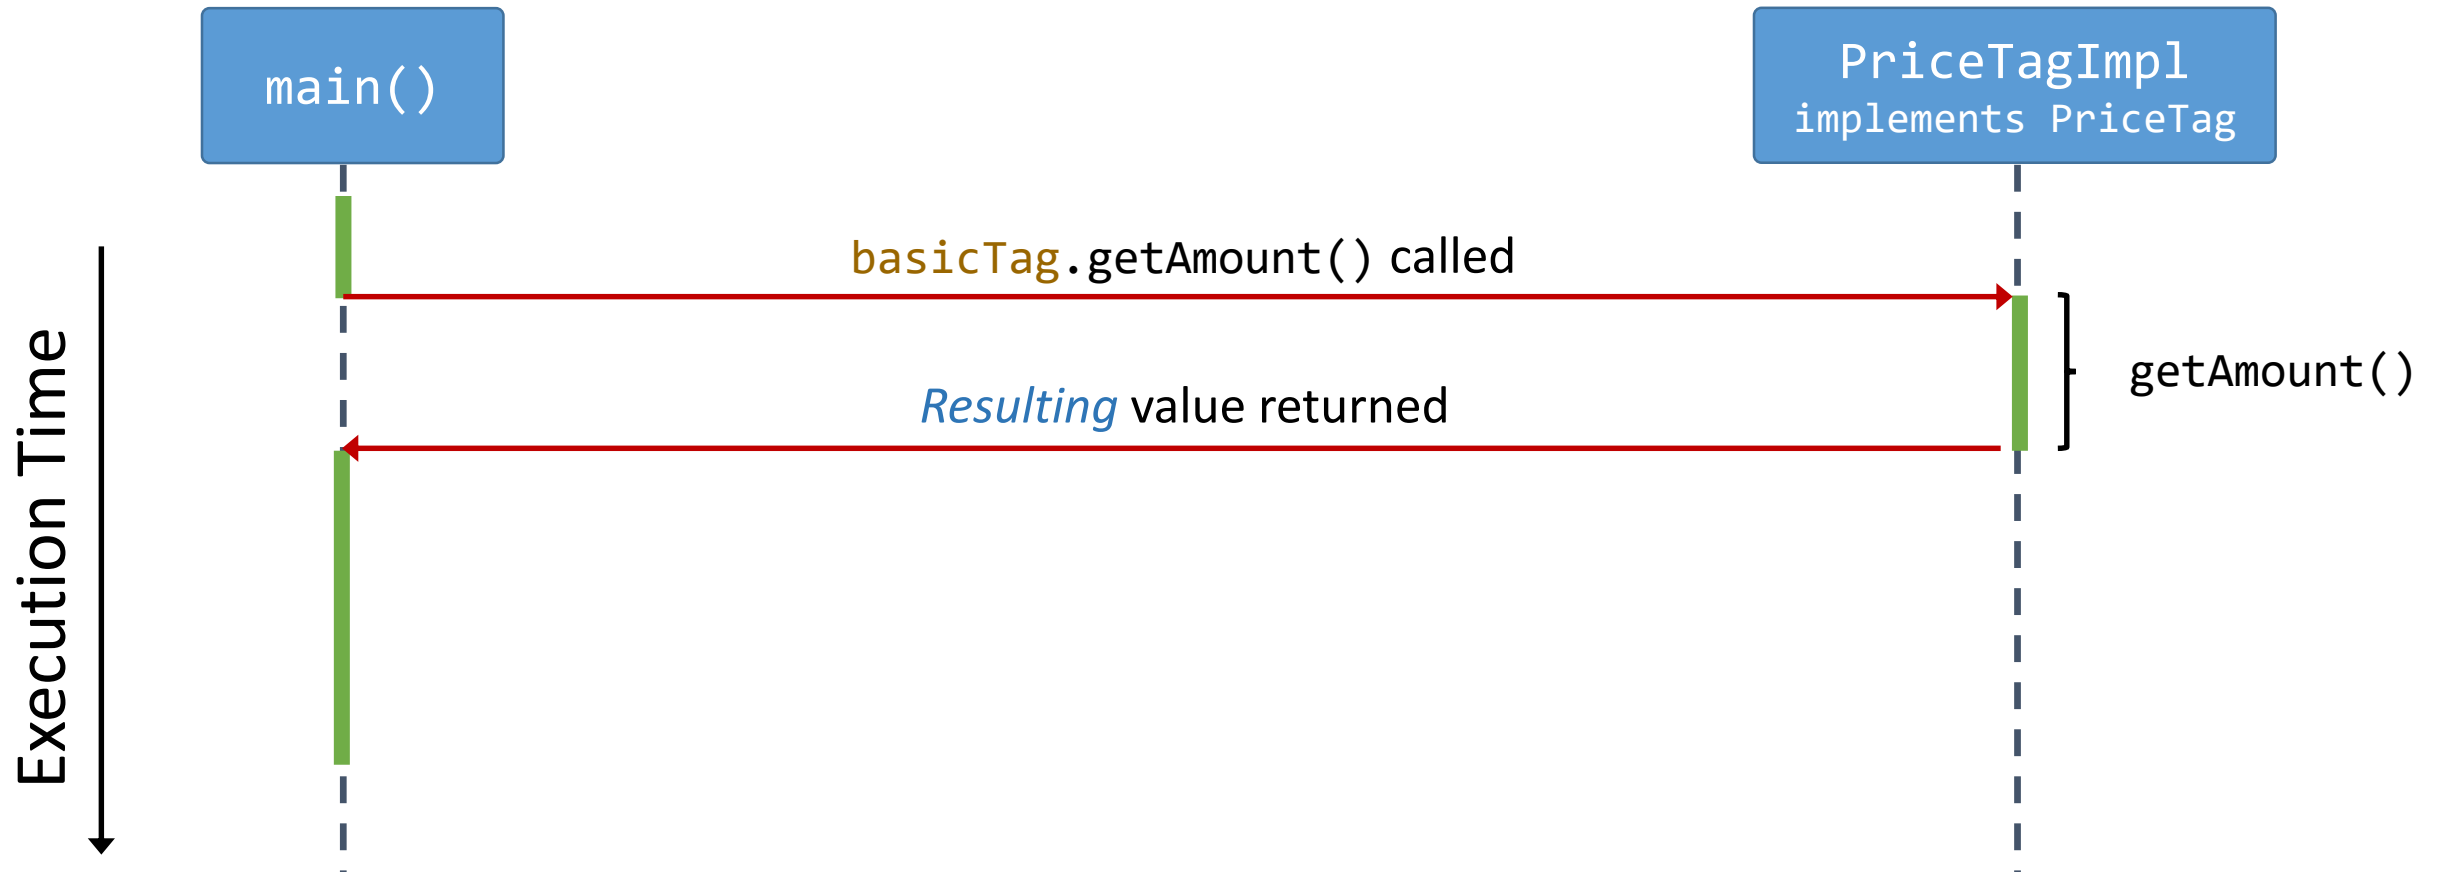 main()
PriceTagImpl
implements PriceTag
basicTag.getAmount() called
getAmount()
Resulting value returned
Execution Time